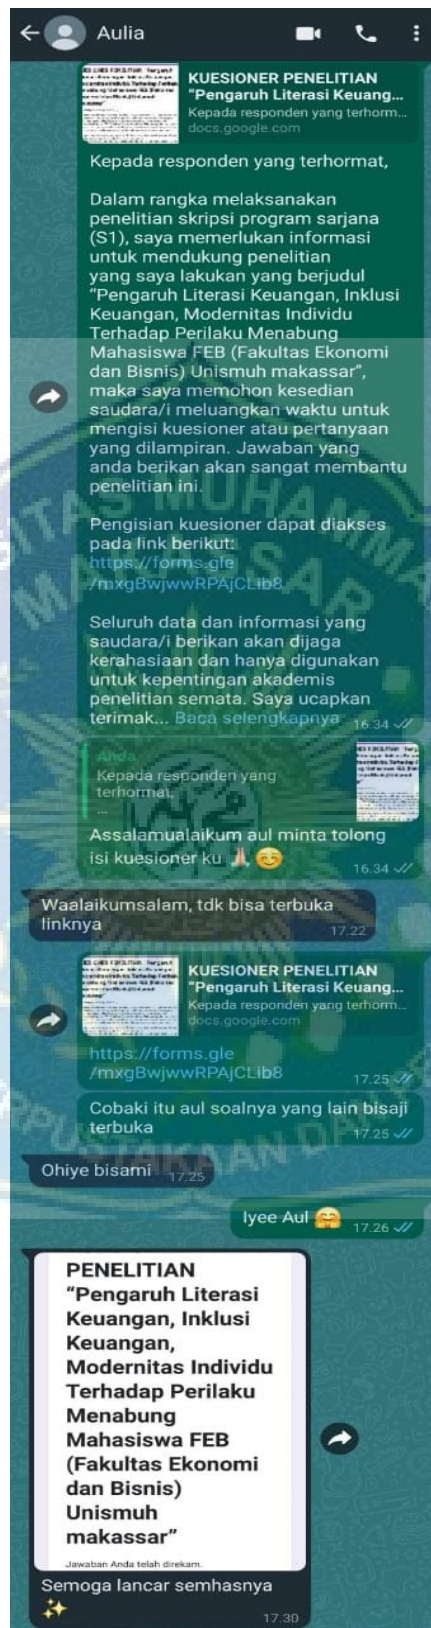 Aulia
KUESIONER PENELITIAN
"Pengaruh Literasi Keuang...
Kepada responden yang terhorm...
docs.google.com
Kepada responden yang terhormat,
Dalam rangka melaksanakan
penelitian skripsi program sarjana
(S1), saya memerlukan informasi
untuk mendukung penelitian
yang saya lakukan yang berjudul
"Pengaruh Literasi Keuangan, Inklusi
Keuangan, Modernitas Individu
Terhadap Perilaku Menabung
Mahasiswa FEB (Fakultas Ekonomi
dan Bisnis) Unismuh makassar",
maka saya memohon kesedian
saudara/i meluangkan waktu untuk
mengisi kuesioner atau pertanyaan
yang dilampiran. Jawaban yang
anda berikan akan sangat membantu
penelitian ini.
Pengisian kuesioner dapat diakses
pada link berikut:
https://forms.gle
/mxgBwjwwRPAjCLib8
Seluruh data dan informasi yang
saudara/i berikan akan dijaga
kerahasiaan dan hanya digunakan
untuk kepentingan akademis
penelitian semata. Saya ucapkan
terimak... Baca selengkapnya 16.34
Anda
Kepada responden yang
terhormat,
...
Assalamualaikum aul minta tolong
isi kuesioner ku 🙏🏻 ☺️
16.34
Waalaikumsalam, tdk bisa terbuka
linknya 17.22
KUESIONER PENELITIAN
"Pengaruh Literasi Keuang...
Kepada responden yang terhorm...
docs.google.com
https://forms.gle
/mxgBwjwwRPAjCLib8 17.25
Cobaki itu aul soalnya yang lain bisaji
terbuka 17.25
Ohiye bisami 17.25
Iyee Aul 🤗 17.26
PENELITIAN
"Pengaruh Literasi
Keuangan, Inklusi
Keuangan,
Modernitas Individu
Terhadap Perilaku
Menabung
Mahasiswa FEB
(Fakultas Ekonomi
dan Bisnis)
Unismuh
makassar"
Jawaban Anda telah direkam.
Semoga lancar semhasnya
✨ 17.30